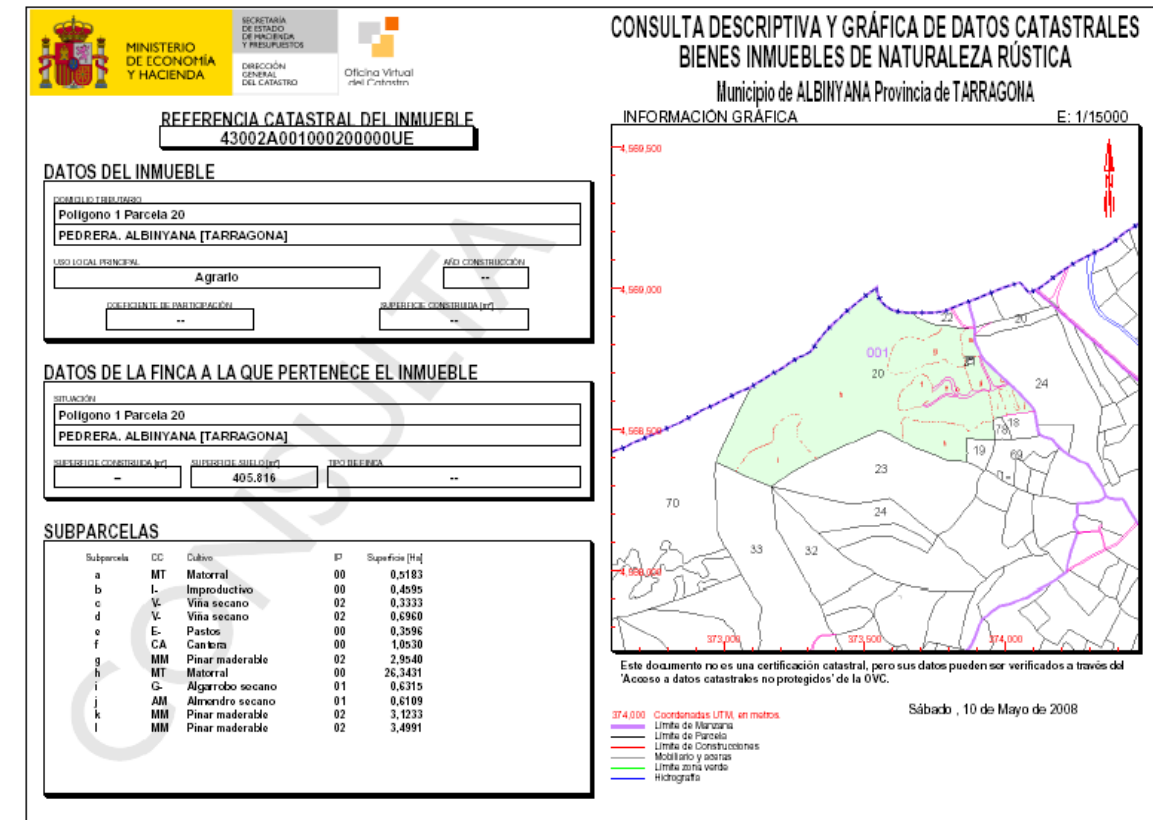 MINISTERIO
DE ECONOMÍA
Y HACIENDA
SECRETARÍA
DE ESTADO
DE HACIENDA
Y PRESUPUESTOS
DIRECCIÓN
GENERAL
DEL CATASTRO
Oficina Virtual
del Catastro
REFERENCIA CATASTRAL DEL INMUEBLE
43002A001000200000UE
DATOS DEL INMUEBLE
DOMICILIO TRIBUTARIO
Polígono 1 Parcela 20
PEDRERA. ALBINYANA [TARRAGONA]
USO LOCAL PRINCIPAL
AÑO CONSTRUCCIÓN
Agrario
--
COEFICIENTE DE PARTICIPACIÓN
SUPERFICIE CONSTRUIDA [m²]
--
--
DATOS DE LA FINCA A LA QUE PERTENECE EL INMUEBLE
SITUACIÓN
Polígono 1 Parcela 20
PEDRERA. ALBINYANA [TARRAGONA]
SUPERFICIE CONSTRUIDA [m²]
SUPERFICIE SUELO [m²]
TIPO DE FINCA
--
405.816
--
SUBPARCELAS
Subparcela CC Cultivo IP Superficie [Ha]
a MT Matorral 00 0,5183
b I- Improductivo 00 0,4595
c V- Viña secano 02 0,3333
d V- Viña secano 02 0,6960
e E- Pastos 00 0,3596
f CA Cantera 00 1,0530
g MM Pinar maderable 02 2,9540
h MT Matorral 00 26,3431
i G- Algarrobo secano 01 0,6315
j AM Almendro secano 01 0,6109
k MM Pinar maderable 02 3,1233
l MM Pinar maderable 02 3,4991
CONSULTA
CONSULTA DESCRIPTIVA Y GRÁFICA DE DATOS CATASTRALES
BIENES INMUEBLES DE NATURALEZA RÚSTICA
Municipio de ALBINYANA Provincia de TARRAGONA
INFORMACIÓN GRÁFICA
E: 1/15000
4,569,500
4,569,000
22
20
001
20
24
4,568,500
18
78
19
69
23
70
24
33
32
4,568,000
373,000
373,500
374,000
Este documento no es una certificación catastral, pero sus datos pueden ser verificados a través del
'Acceso a datos catastrales no protegidos' de la OVC.
Sábado , 10 de Mayo de 2008
374,000 Coordenadas UTM, en metros.
Límite de Manzana
Límite de Parcela
Límite de Construcciones
Mobiliario y aceras
Límite zona verde
Hidrografía